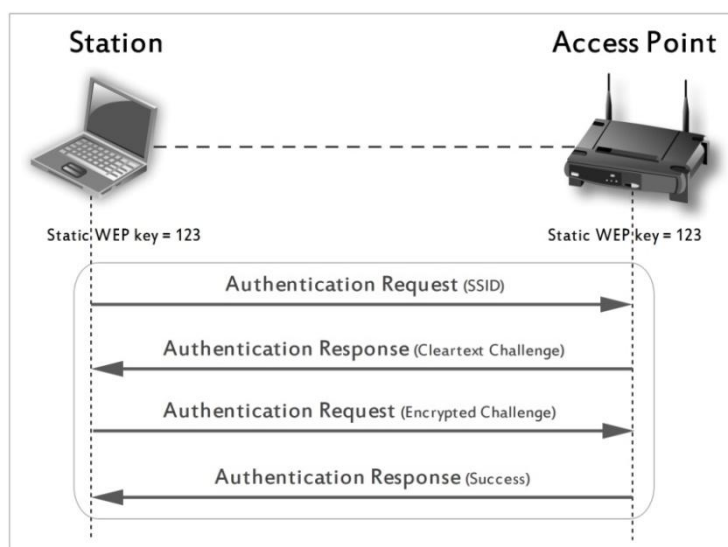 Station
Access Point
Static WEP key = 123
Static WEP key = 123
Authentication Request (SSID)
Authentication Response (Cleartext Challenge)
Authentication Request (Encrypted Challenge)
Authentication Response (Success)